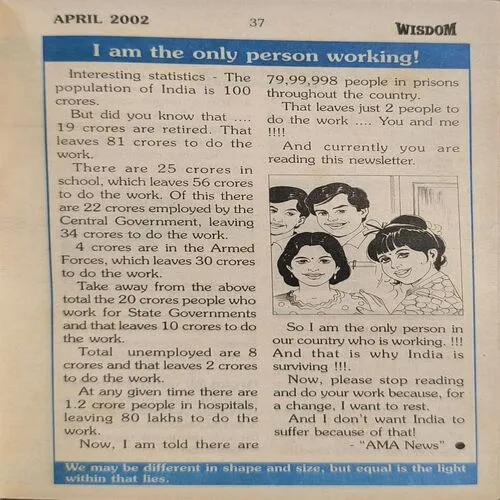 APRIL 2002
37
WISDOM
I am the only person working!
Interesting statistics - The
population of India is 100
crores.
But did you know that ....
19 crores are retired. That
leaves 81 crores to do the
work.
There are 25 crores in
school, which leaves 56 crores
to do the work. Of this there
are 22 crores employed by the
Central Government, leaving
34 crores to do the work.
4 crores are in the Armed
Forces, which leaves 30 crores
to do the work.
Take away from the above
total the 20 crores people who
work for State Governments
and that leaves 10 crores to do
the work.
Total unemployed are 8
crores and that leaves 2 crores
to do the work.
At any given time there are
1.2 crore people in hospitals,
leaving 80 lakhs to do the
work.
Now, I am told there are
79,99,998 people in prisons
throughout the country.
That leaves just 2 people to
do the work .... You and me
!!!!
And currently you are
reading this newsletter.
So I am the only person in
our country who is working. !!!
And that is why India is
surviving !!!.
Now, please stop reading
and do your work because, for
a change, I want to rest.
And I don't want India to
suffer because of that!
- "AMA News"
We may be different in shape and size, but equal is the light
within that lies.